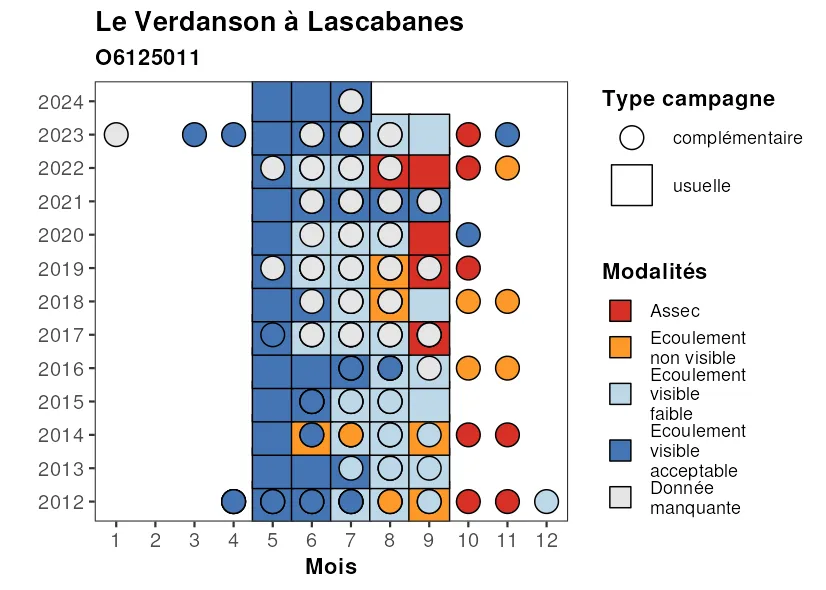 Le Verdanson à Lascabanes
O6125011
2024
2023
2022
2021
2020
2019
2018
2017
2016
2015
2014
2013
2012
1 2 3 4 5 6 7 8 9 10 11 12
Mois
Type campagne
complémentaire
usuelle
Modalités
Assec
Ecoulement
non visible
Ecoulement
visible
faible
Ecoulement
visible
acceptable
Donnée
manquante